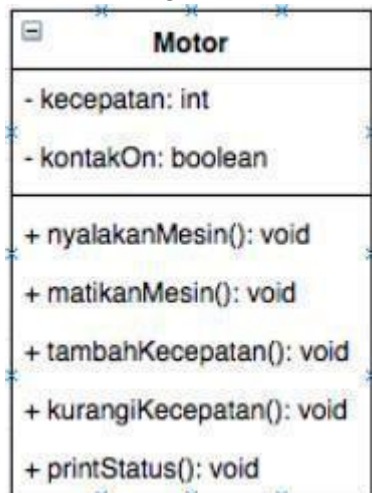 Motor
- kecepatan: int
- kontakOn: boolean
+ nyalakanMesin(): void
+ matikanMesin(): void
+ tambahKecepatan(): void
+ kurangiKecepatan(): void
+ printStatus(): void